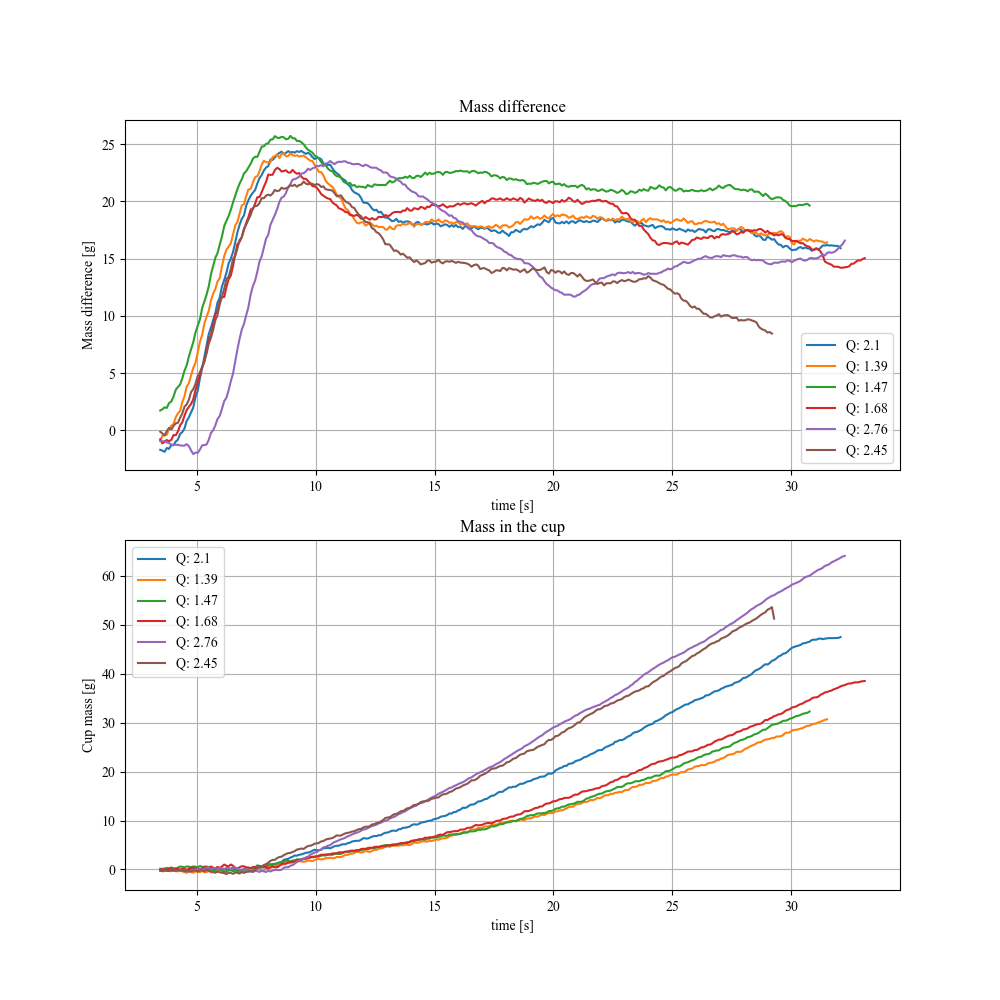 Mass difference
Mass difference [g]
25
20
15
10
5
0
Q: 2.1
Q: 1.39
Q: 1.47
Q: 1.68
Q: 2.76
Q: 2.45
5 10 15 20 25 30
time [s]
Mass in the cup
Cup mass [g]
60
50
40
30
20
10
0
Q: 2.1
Q: 1.39
Q: 1.47
Q: 1.68
Q: 2.76
Q: 2.45
5 10 15 20 25 30
time [s]